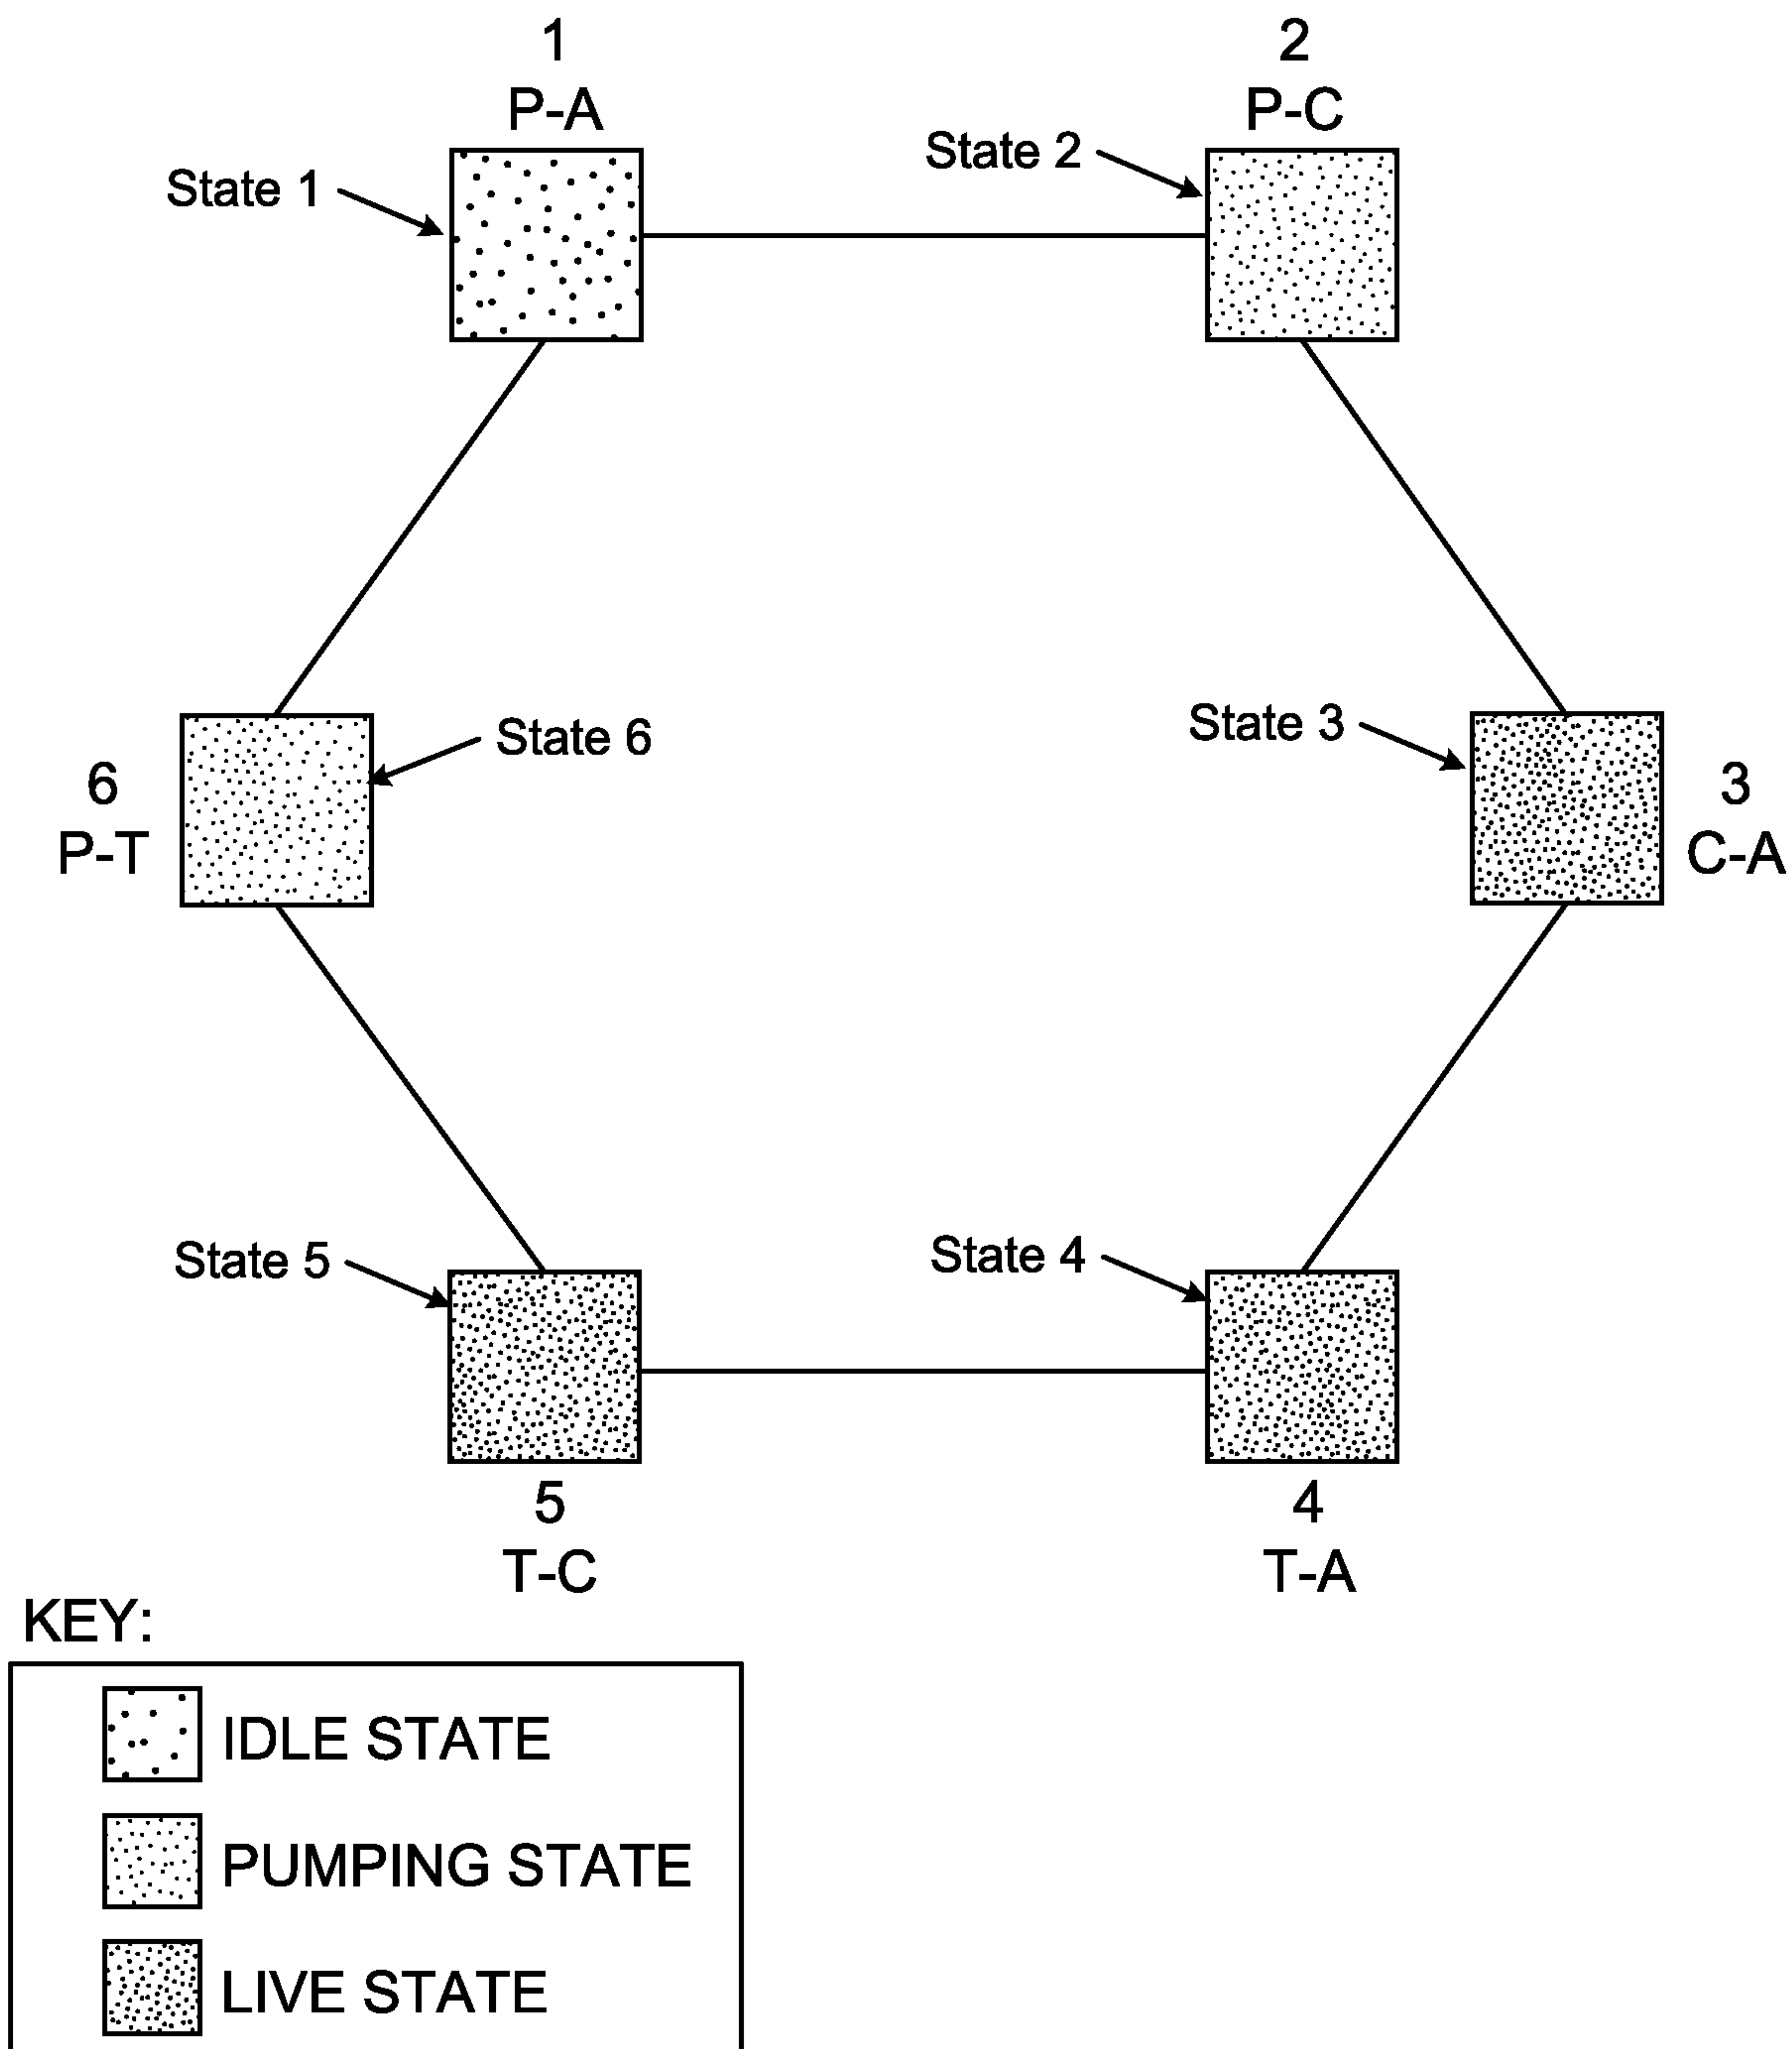 1
P-A
State 1
2
P-C
State 2
State 3
3
C-A
6
P-T
State 6
State 5
5
T-C
State 4
4
T-A
KEY:
IDLE STATE
PUMPING STATE
LIVE STATE